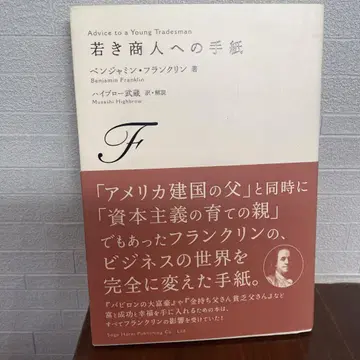 Advice to a Young Tradesman
若き商人への手紙
ベンジャミン・フランクリン 著
Benjamin Franklin
ハイブロー武蔵 訳・解説
Musashi Highbrow
F
「アメリカ建国の父」と同時に
「資本主義の育ての親」
でもあったフランクリンの、
ビジネスの世界を
完全に変えた手紙。
『バビロンの大富豪』や『金持ち父さん貧乏父さん』など
富と成功と幸福を手に入れるための本は、
すべてフランクリンの影響を受けていた!
Sogo Horei Publishing Co., Ltd.